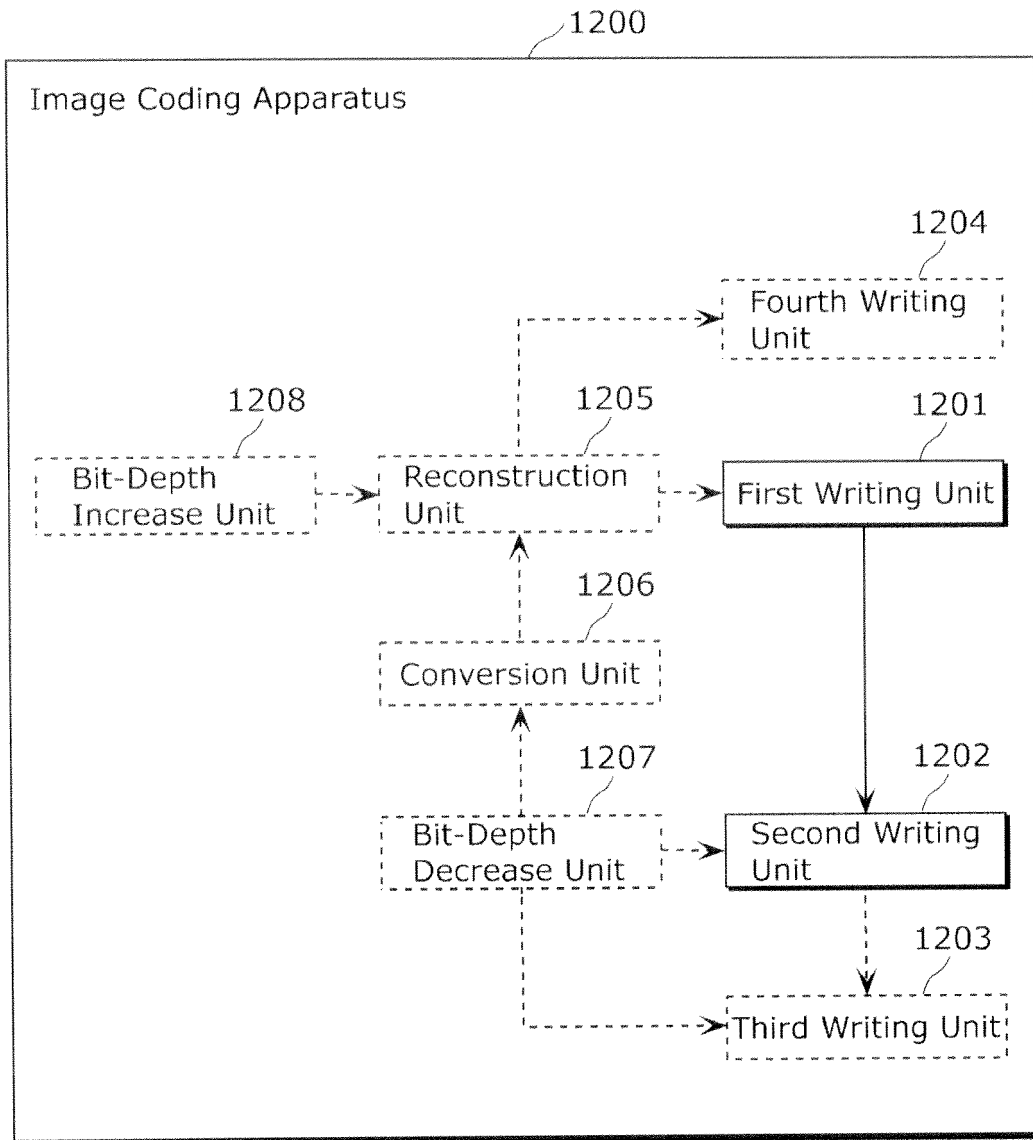 1200
Image Coding Apparatus
1204
Fourth Writing
Unit
1208
1205
1201
Bit-Depth
Increase Unit
Reconstruction
Unit
First Writing Unit
1206
Conversion Unit
1207
1202
Bit-Depth
Decrease Unit
Second Writing
Unit
1203
Third Writing Unit